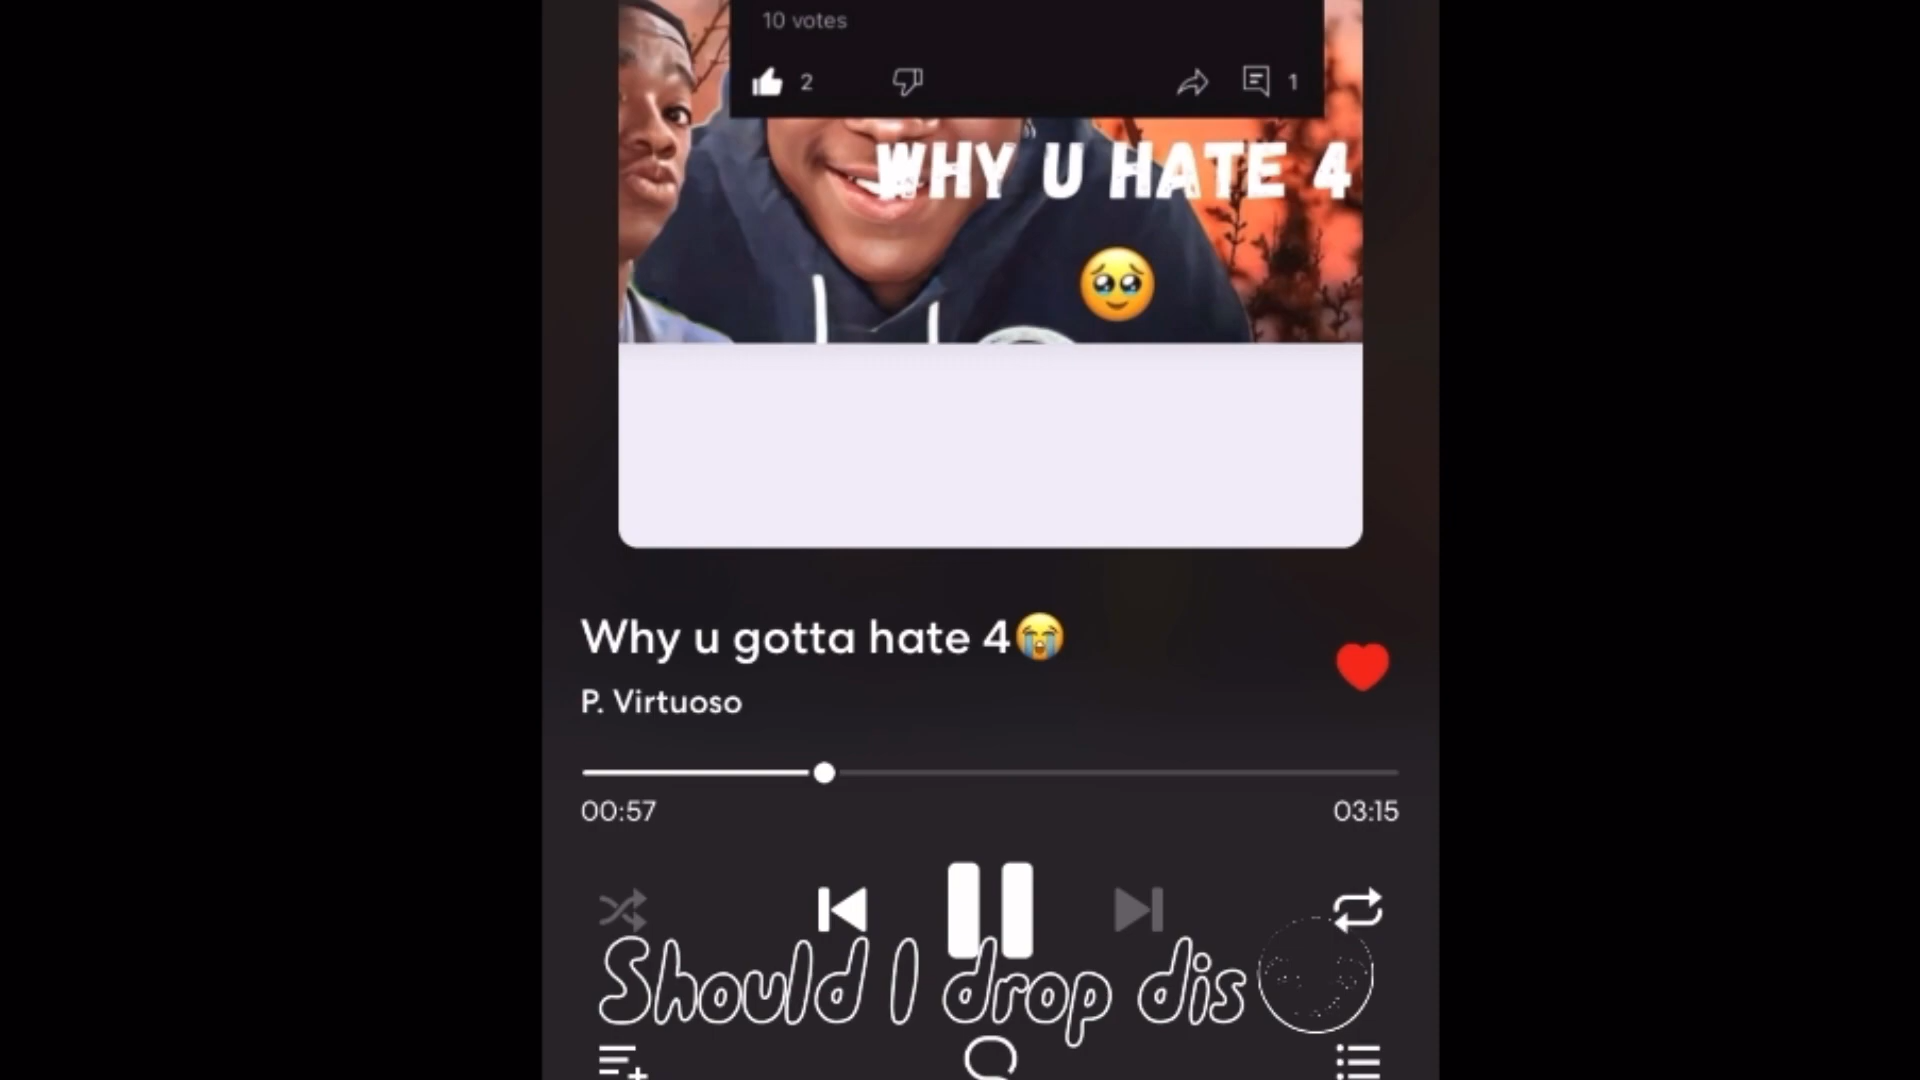 10 votes
2
1
WHY U HATE 4
Why u gotta hate 4😭
P. Virtuoso
00:57
03:15
Should I drop dis